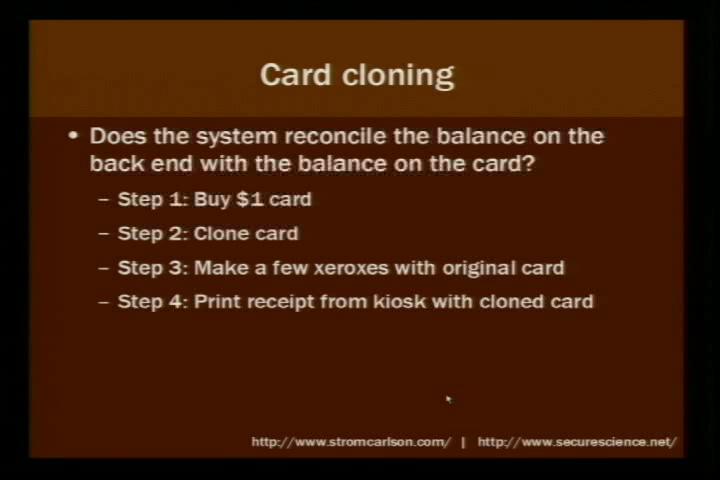 Card cloning
• Does the system reconcile the balance on the
back end with the balance on the card?
– Step 1: Buy $1 card
– Step 2: Clone card
– Step 3: Make a few xeroxes with original card
– Step 4: Print receipt from kiosk with cloned card
http://www.stromcarlson.com/ | http://www.securescience.net/